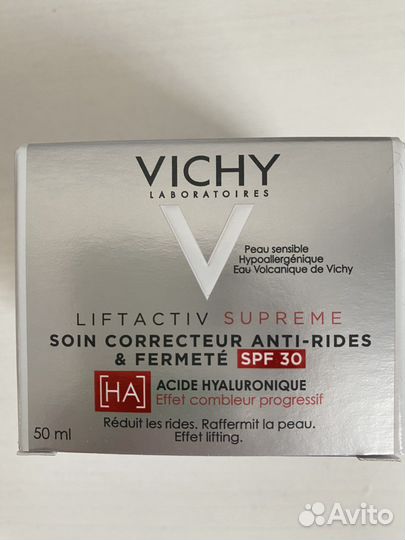 VICHY
LABORATOIRES
Peau sensible
Hypoallergénique
Eau Volcanique de Vichy
LIFTACTIV SUPREME
SOIN CORRECTEUR ANTI-RIDES
& FERMETÉ SPF 30
[HA] ACIDE HYALURONIQUE
Effet combleur progressif
Réduit les rides. Raffermit la peau.
Effet lifting.
50 ml
Avito